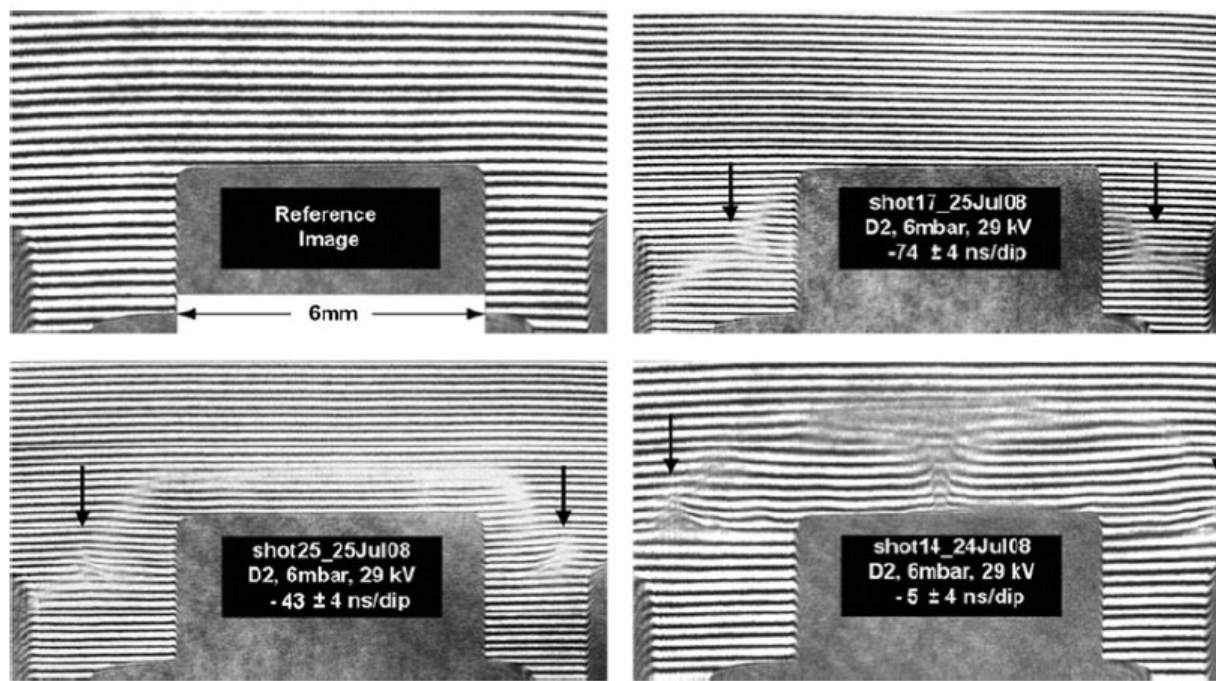 Reference
Image
6mm
shot17_25Jul08
D2, 6mbar, 29 kV
-74 ±4 ns/dip
shot25_25Jul08
D2, 6mbar, 29 kV
- 43 ±4 ns/dip
shot14_24Jul08
D2, 6mbar, 29 kV
-5 ±4 ns/dip